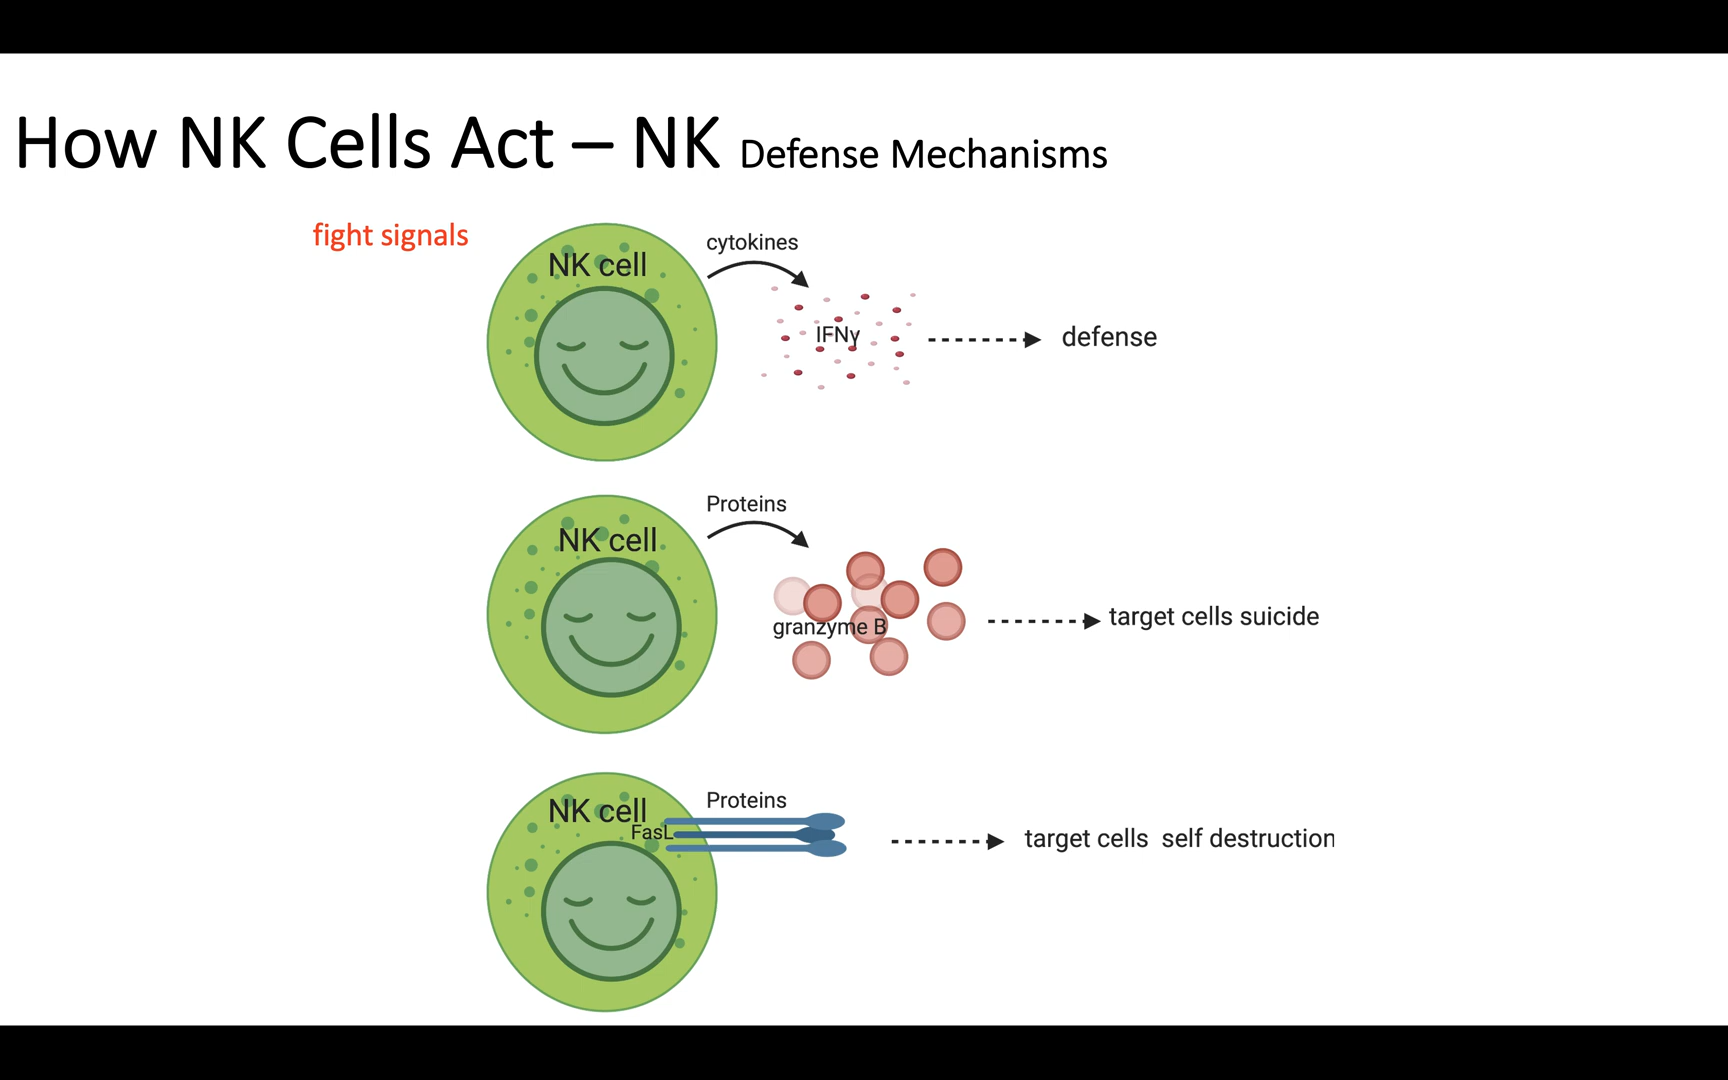 How NK Cells Act – NK Defense Mechanisms
fight signals
NK cell
cytokines
IFNγ
defense
NK cell
Proteins
granzyme B
target cells suicide
NK cell
Proteins
FasL
target cells self destruction